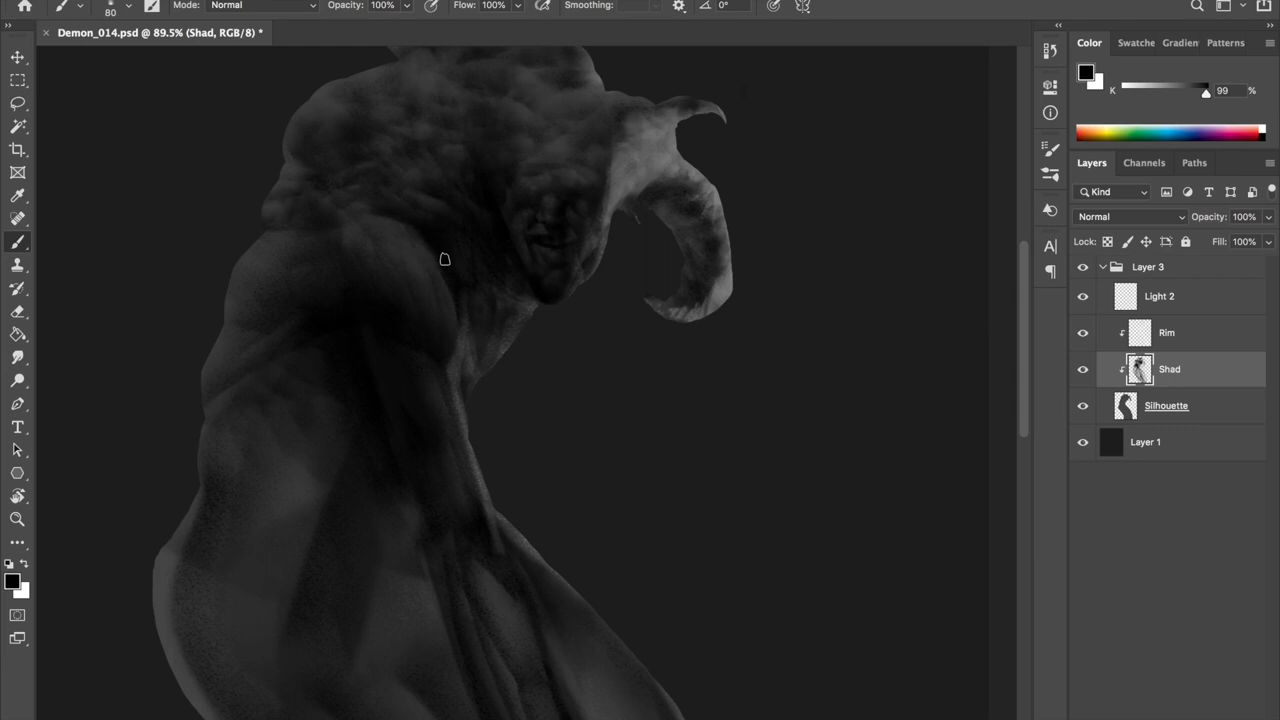 Mode: Normal Opacity: 100% Flow: 100% Smoothing: 0°
80
× Demon_014.psd @ 89.5% (Shad, RGB/8) *
Color Swatche Gradien Patterns
K 99 %
Layers Channels Paths
Kind
Normal Opacity: 100%
Lock: Fill: 100%
Layer 3
Light 2
Rim
Shad
Silhouette
Layer 1